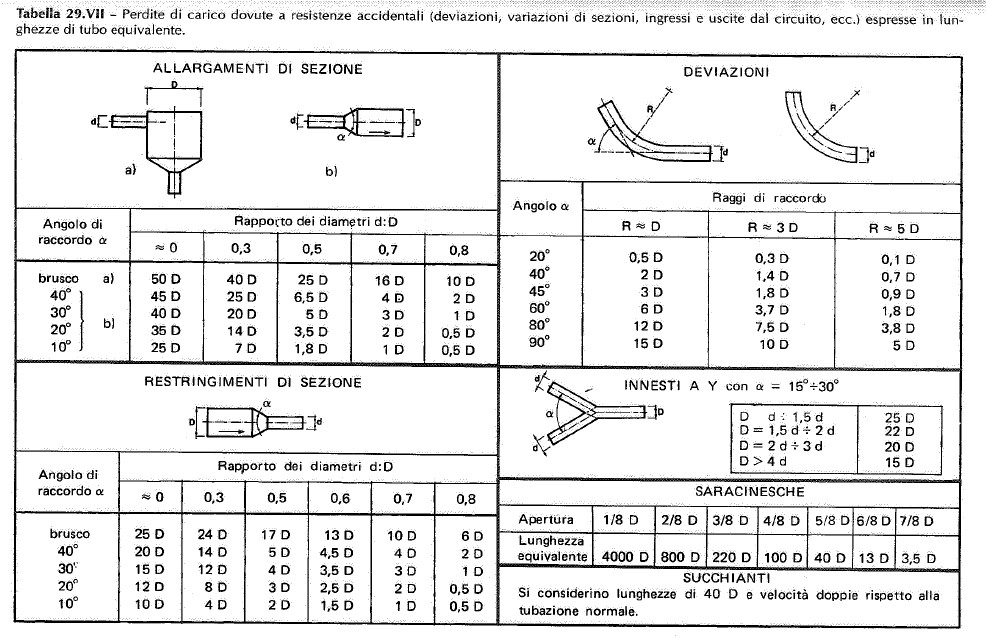 Tabella 29.VII – Perdite di carico dovute a resistenze accidentali (deviazioni, variazioni di sezioni, ingressi e uscite dal circuito, ecc.) espresse in lun-
ghezze di tubo equivalente.
ALLARGAMENTI DI SEZIONE
D
d
a)
d
α
D
b)
Angolo di raccordo α
Rapporto dei diametri d:D
≈ 0 0,3 0,5 0,7 0,8
brusco a) 50 D 40 D 25 D 16 D 10 D
40° 45 D 25 D 6,5 D 4 D 2 D
30° 40 D 20 D 5 D 3 D 1 D
b)
20° 35 D 14 D 3,5 D 2 D 0,5 D
10° 25 D 7 D 1,8 D 1 D 0,5 D
RESTRINGIMENTI DI SEZIONE
α
D
d
Angolo di
raccordo α
Rapporto dei diametri d:D
≈ 0 0,3 0,5 0,6 0,7 0,8
brusco 25 D 24 D 17 D 13 D 10 D 6 D
40° 20 D 14 D 5 D 4,5 D 4 D 2 D
30° 15 D 12 D 4 D 3,5 D 3 D 1 D
20° 12 D 8 D 3 D 2,5 D 2 D 0,5 D
10° 10 D 4 D 2 D 1,5 D 1 D 0,5 D
DEVIAZIONI
R
α
d
R
d
Angolo α
Raggi di raccordo
R ≈ D R ≈ 3 D R ≈ 5 D
20° 0,5 D 0,3 D 0,1 D
40° 2 D 1,4 D 0,7 D
45° 3 D 1,8 D 0,9 D
60° 6 D 3,7 D 1,8 D
80° 12 D 7,5 D 3,8 D
90° 15 D 10 D 5 D
INNESTI A Y con α = 15°÷30°
d
α
D
d
D d ÷ 1,5 d 25 D
D = 1,5 d ÷ 2 d 22 D
D = 2 d ÷ 3 d 20 D
D > 4 d 15 D
SARACINESCHE
Apertura 1/8 D 2/8 D 3/8 D 4/8 D 5/8 D 6/8 D 7/8 D
Lunghezza
equivalente 4000 D 800 D 220 D 100 D 40 D 13 D 3,5 D
SUCCHIANTI
Si considerino lunghezze di 40 D e velocità doppie rispetto alla
tubazione normale.